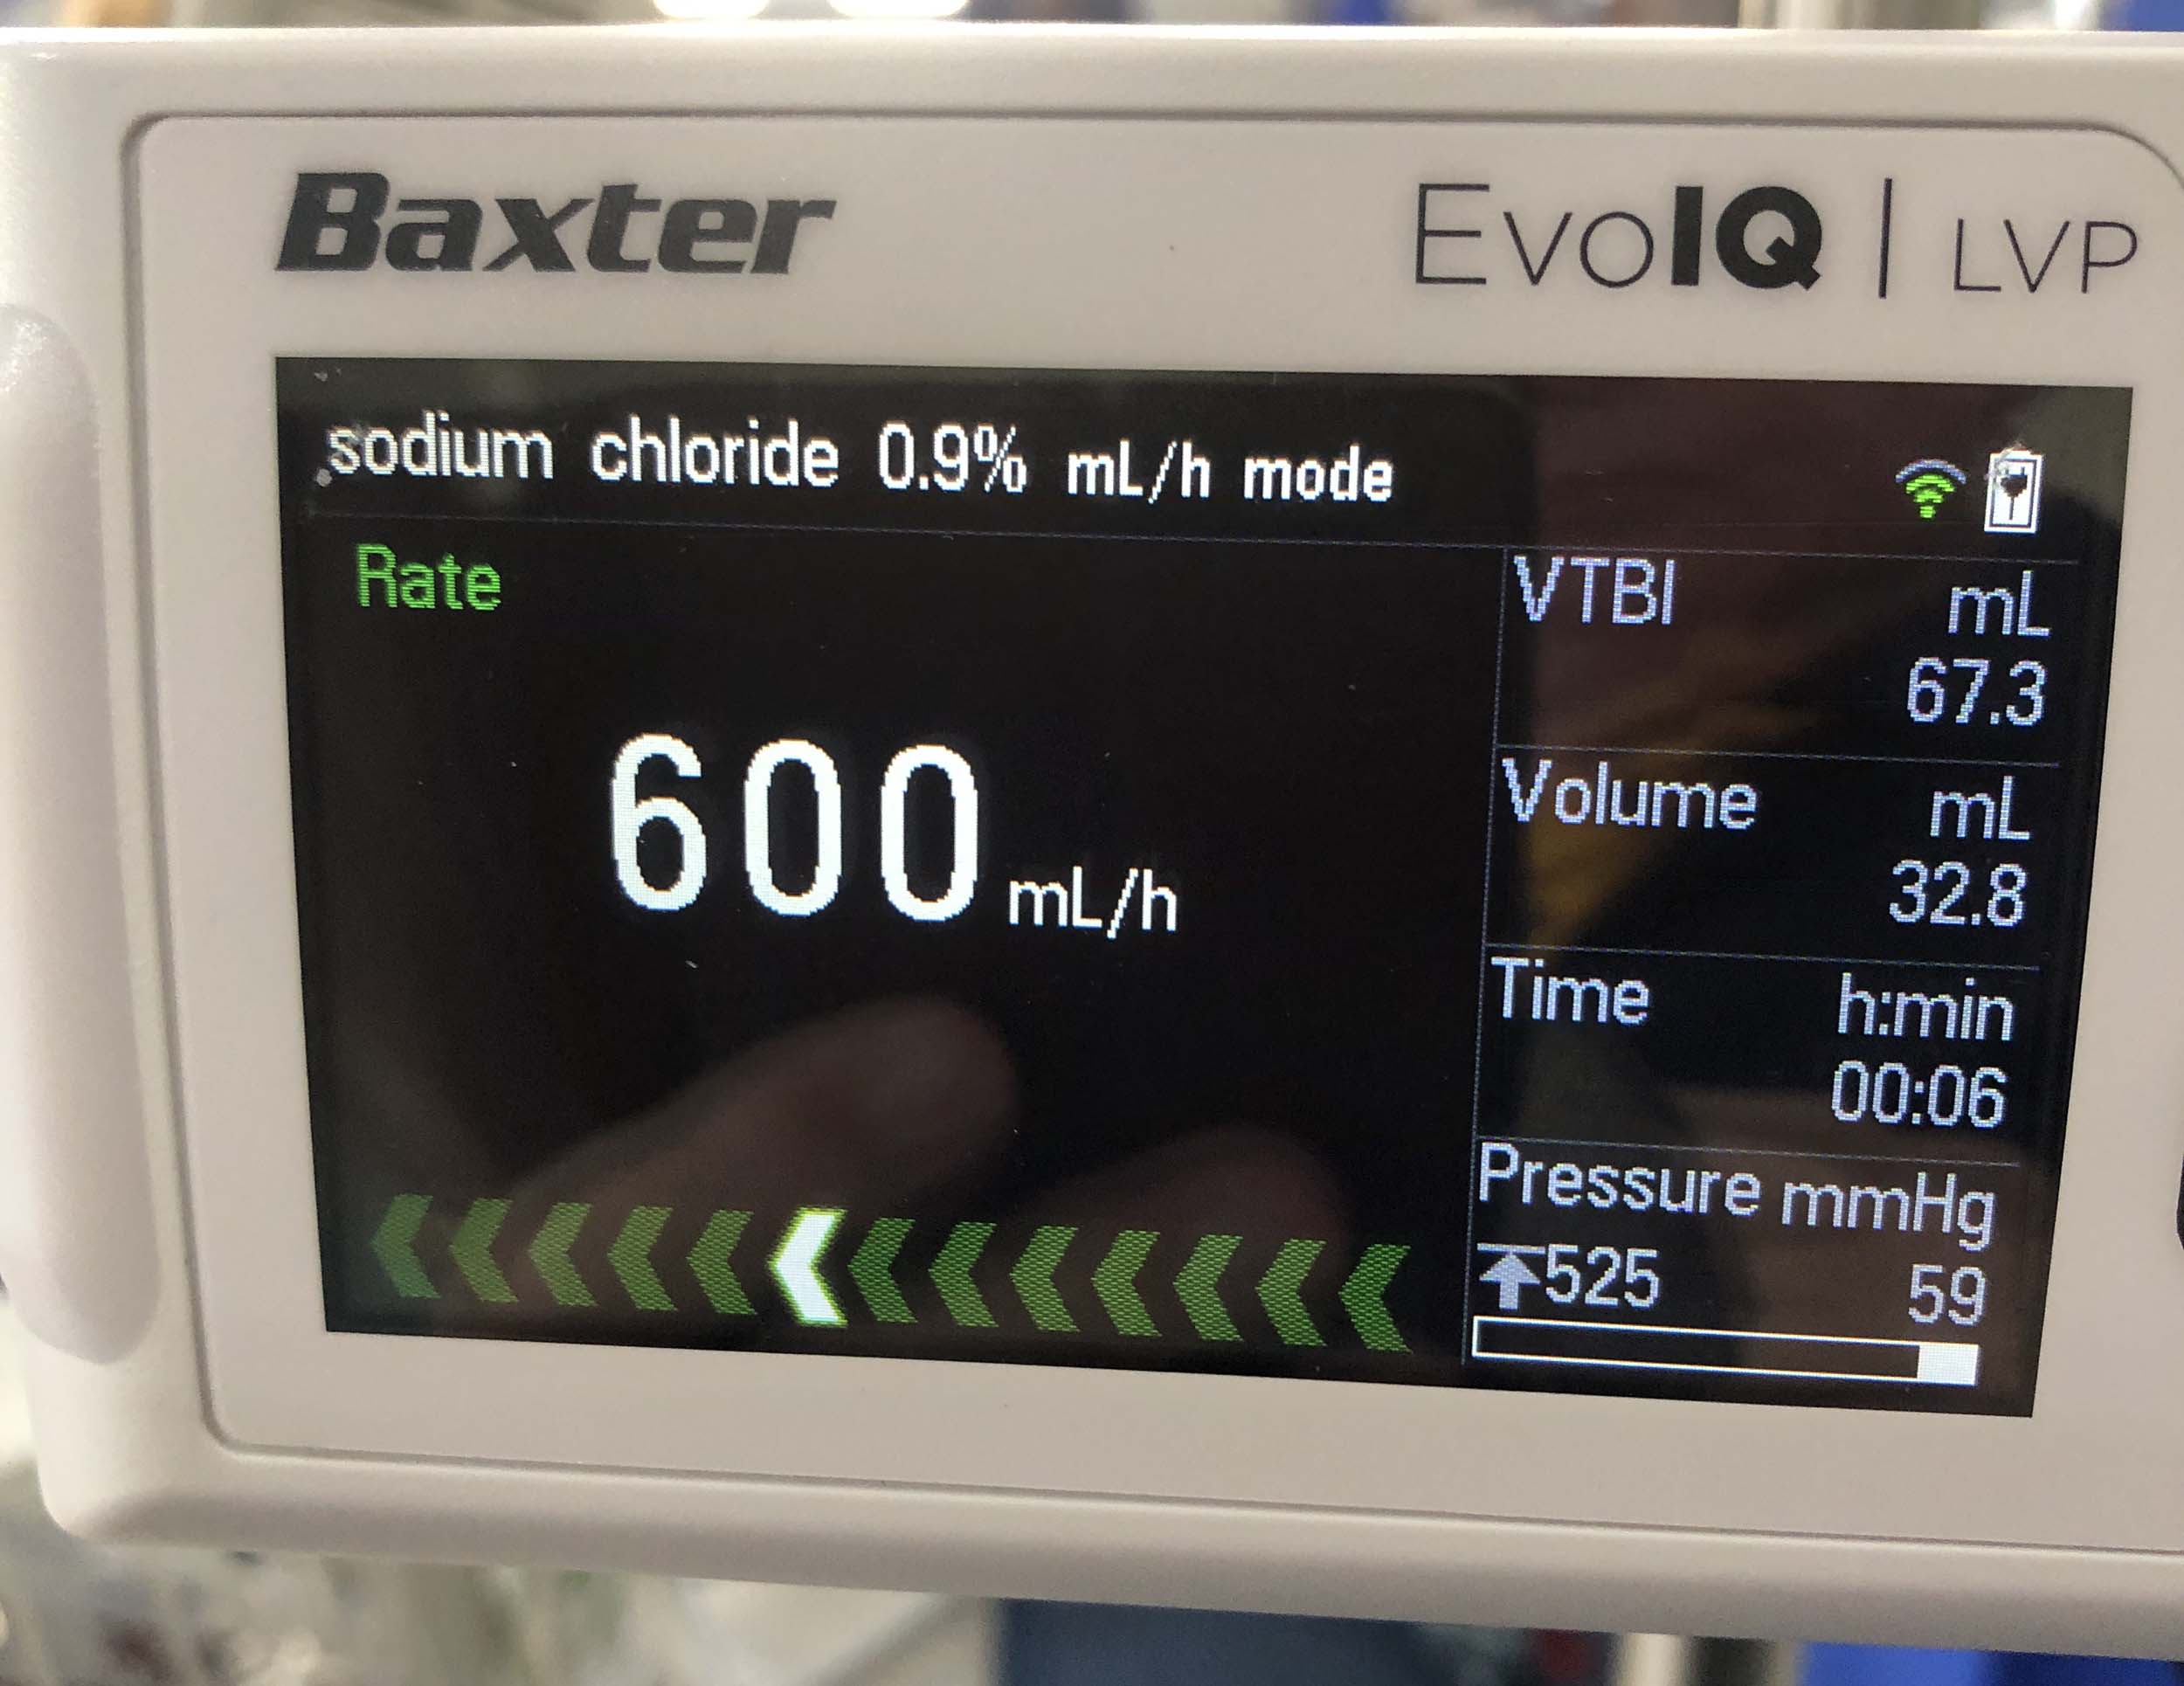 Baxter
EvoIQ | LVP
sodium chloride 0.9% mL/h mode
Rate
600 mL/h
VTBI mL
67.3
Volume mL
32.8
Time h:min
00:06
Pressure mmHg
525 59